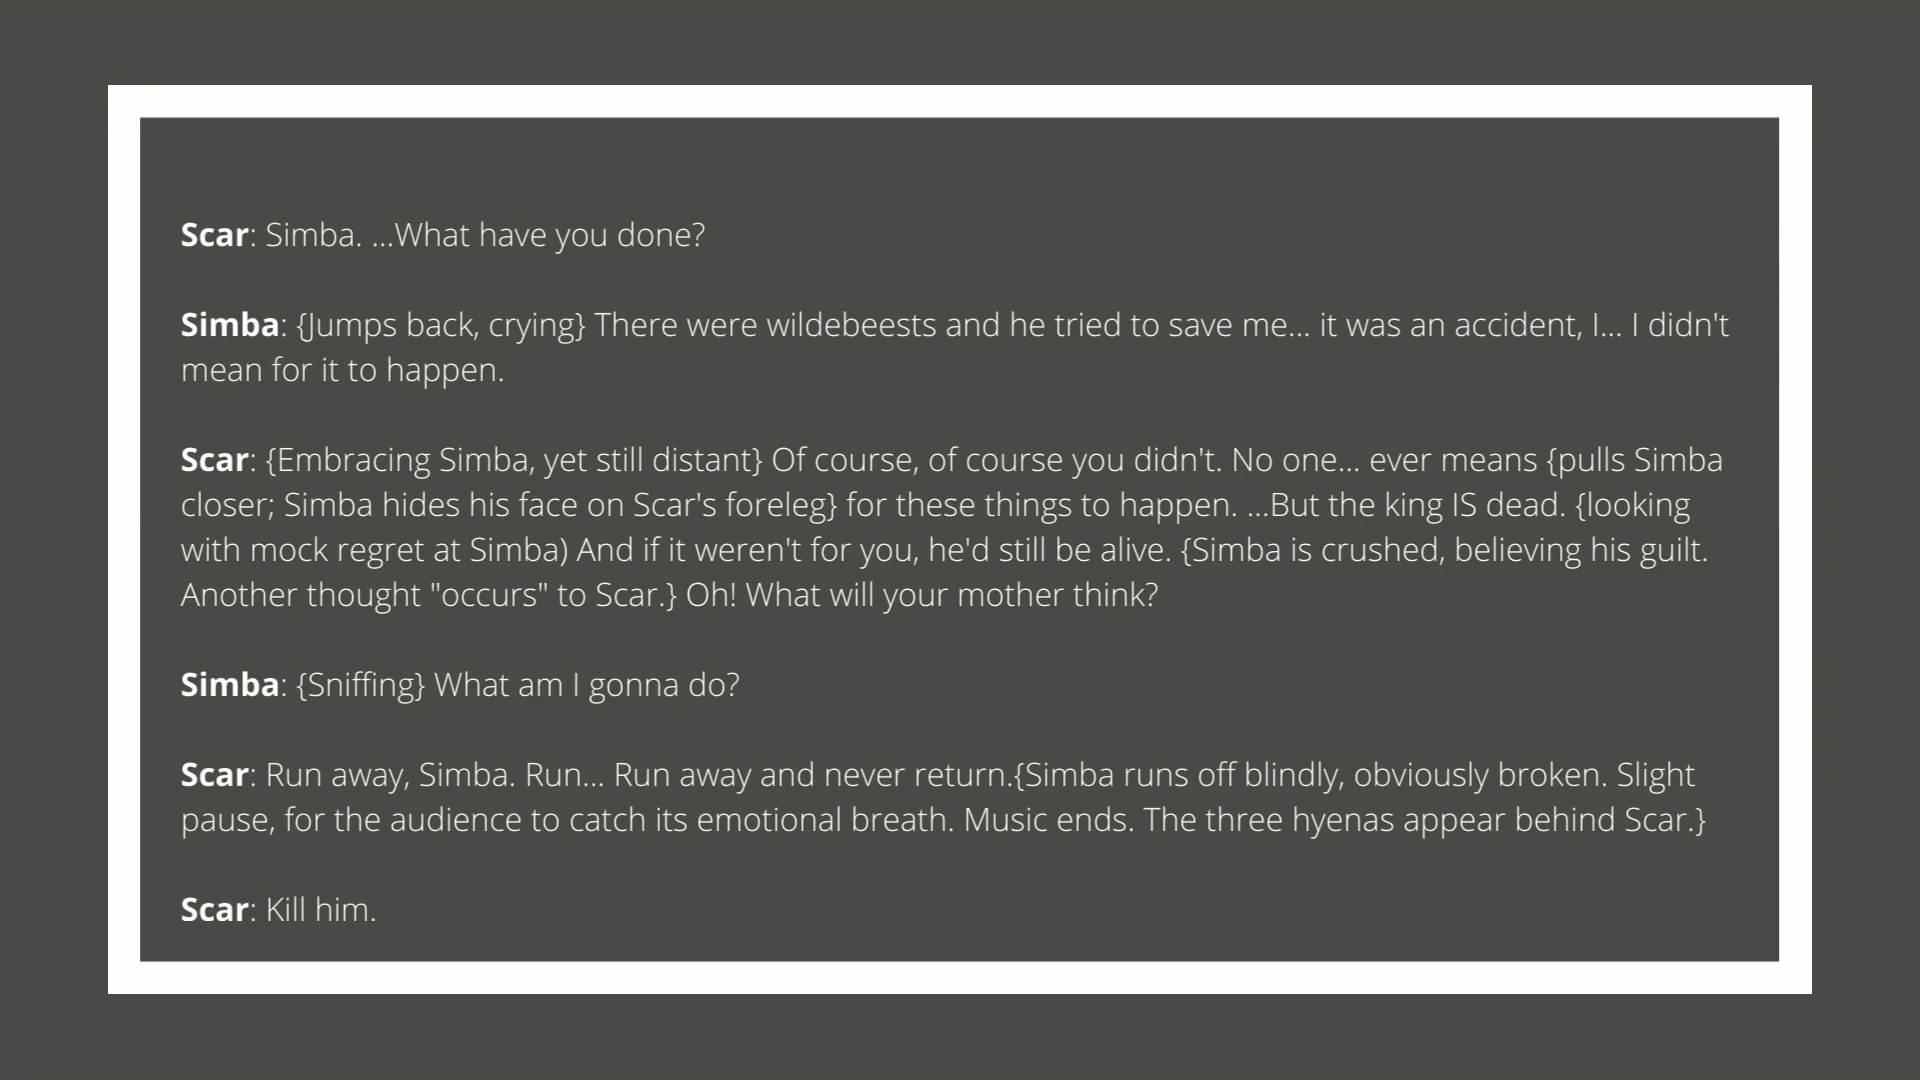 Scar: Simba. ...What have you done?
Simba: {Jumps back, crying} There were wildebeests and he tried to save me... it was an accident, I... I didn't
mean for it to happen.
Scar: {Embracing Simba, yet still distant} Of course, of course you didn't. No one... ever means {pulls Simba
closer; Simba hides his face on Scar's foreleg} for these things to happen. ...But the king IS dead. {looking
with mock regret at Simba) And if it weren't for you, he'd still be alive. {Simba is crushed, believing his guilt.
Another thought "occurs" to Scar.} Oh! What will your mother think?
Simba: {Sniffing} What am I gonna do?
Scar: Run away, Simba. Run... Run away and never return.{Simba runs off blindly, obviously broken. Slight
pause, for the audience to catch its emotional breath. Music ends. The three hyenas appear behind Scar.}
Scar: Kill him.